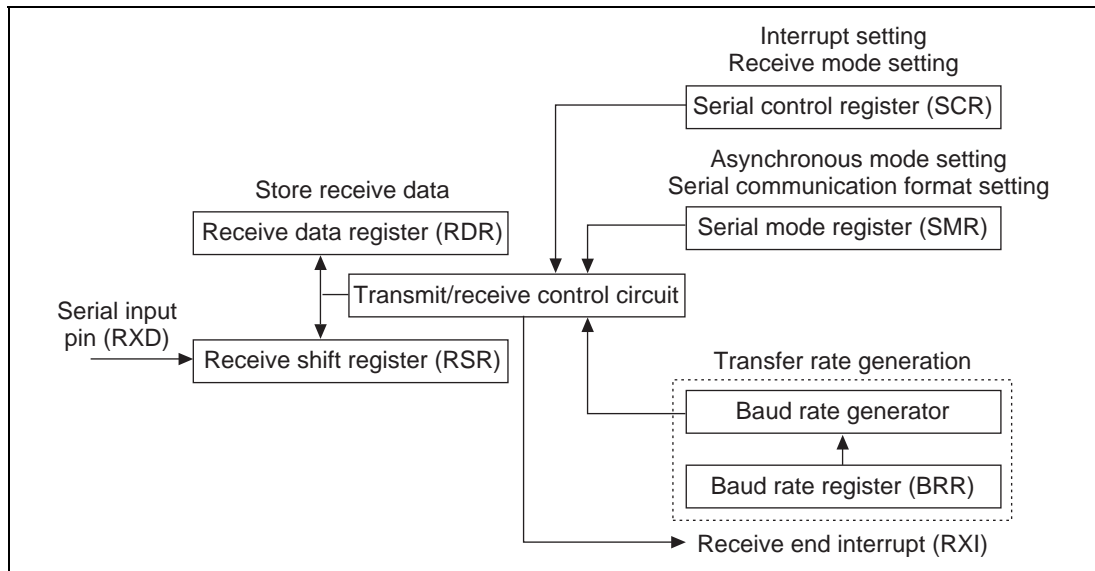 Interrupt setting
Receive mode setting
Serial control register (SCR)
Asynchronous mode setting
Serial communication format setting
Serial mode register (SMR)
Store receive data
Receive data register (RDR)
Transmit/receive control circuit
Serial input
pin (RXD)
Receive shift register (RSR)
Transfer rate generation
Baud rate generator
Baud rate register (BRR)
Receive end interrupt (RXI)